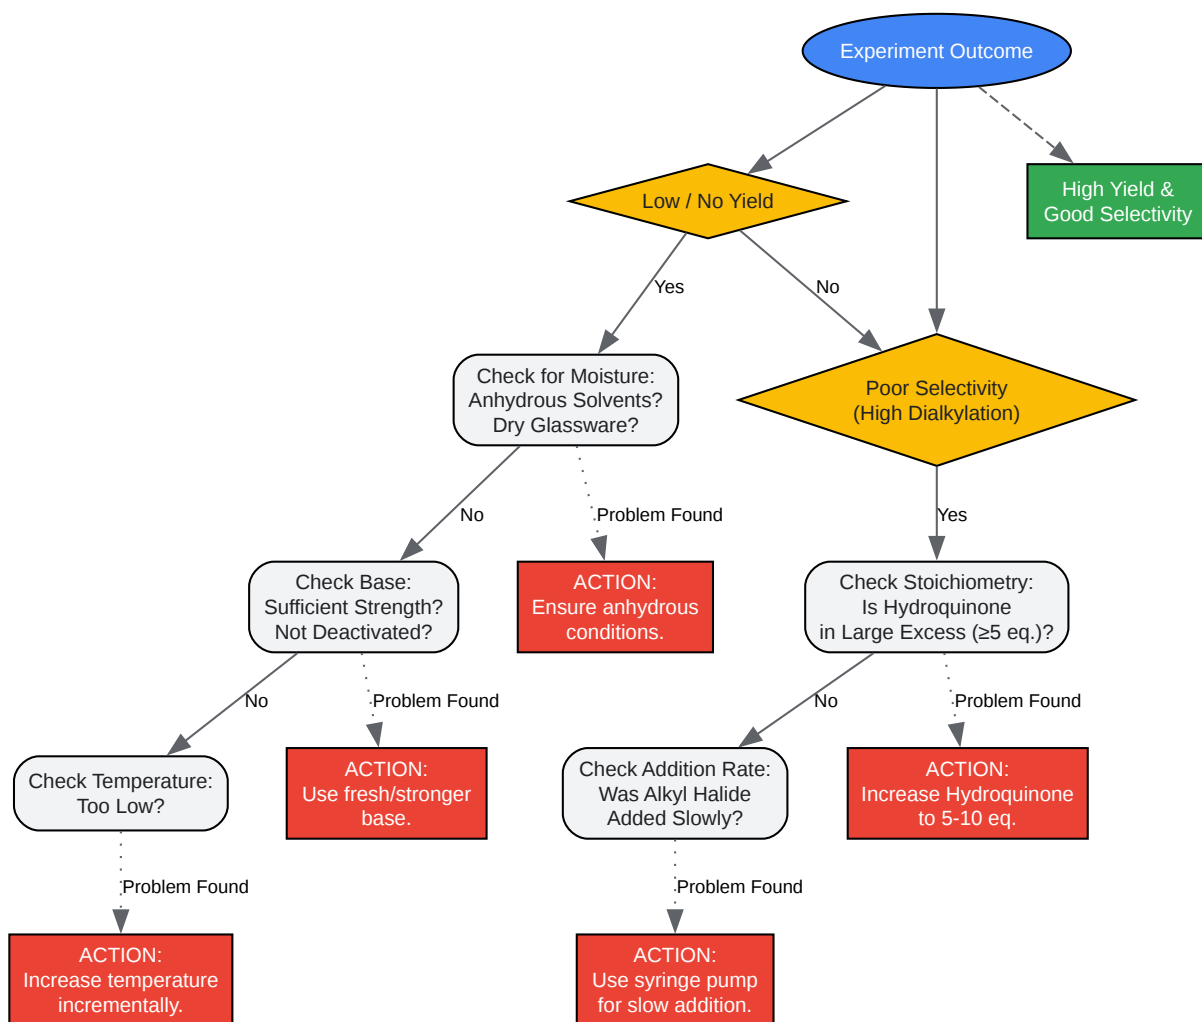 Experiment Outcome
High Yield &
Good Selectivity
Low / No Yield
Yes
No
Check for Moisture:
Anhydrous Solvents?
Dry Glassware?
Poor Selectivity
(High Dialkylation)
No
Problem Found
Yes
Check Base:
Sufficient Strength?
Not Deactivated?
ACTION:
Ensure anhydrous
conditions.
Check Stoichiometry:
Is Hydroquinone
in Large Excess (≥5 eq.)?
No
Problem Found
No
Problem Found
Check Temperature:
Too Low?
ACTION:
Use fresh/stronger
base.
Check Addition Rate:
Was Alkyl Halide
Added Slowly?
ACTION:
Increase Hydroquinone
to 5-10 eq.
Problem Found
Problem Found
ACTION:
Increase temperature
incrementally.
ACTION:
Use syringe pump
for slow addition.